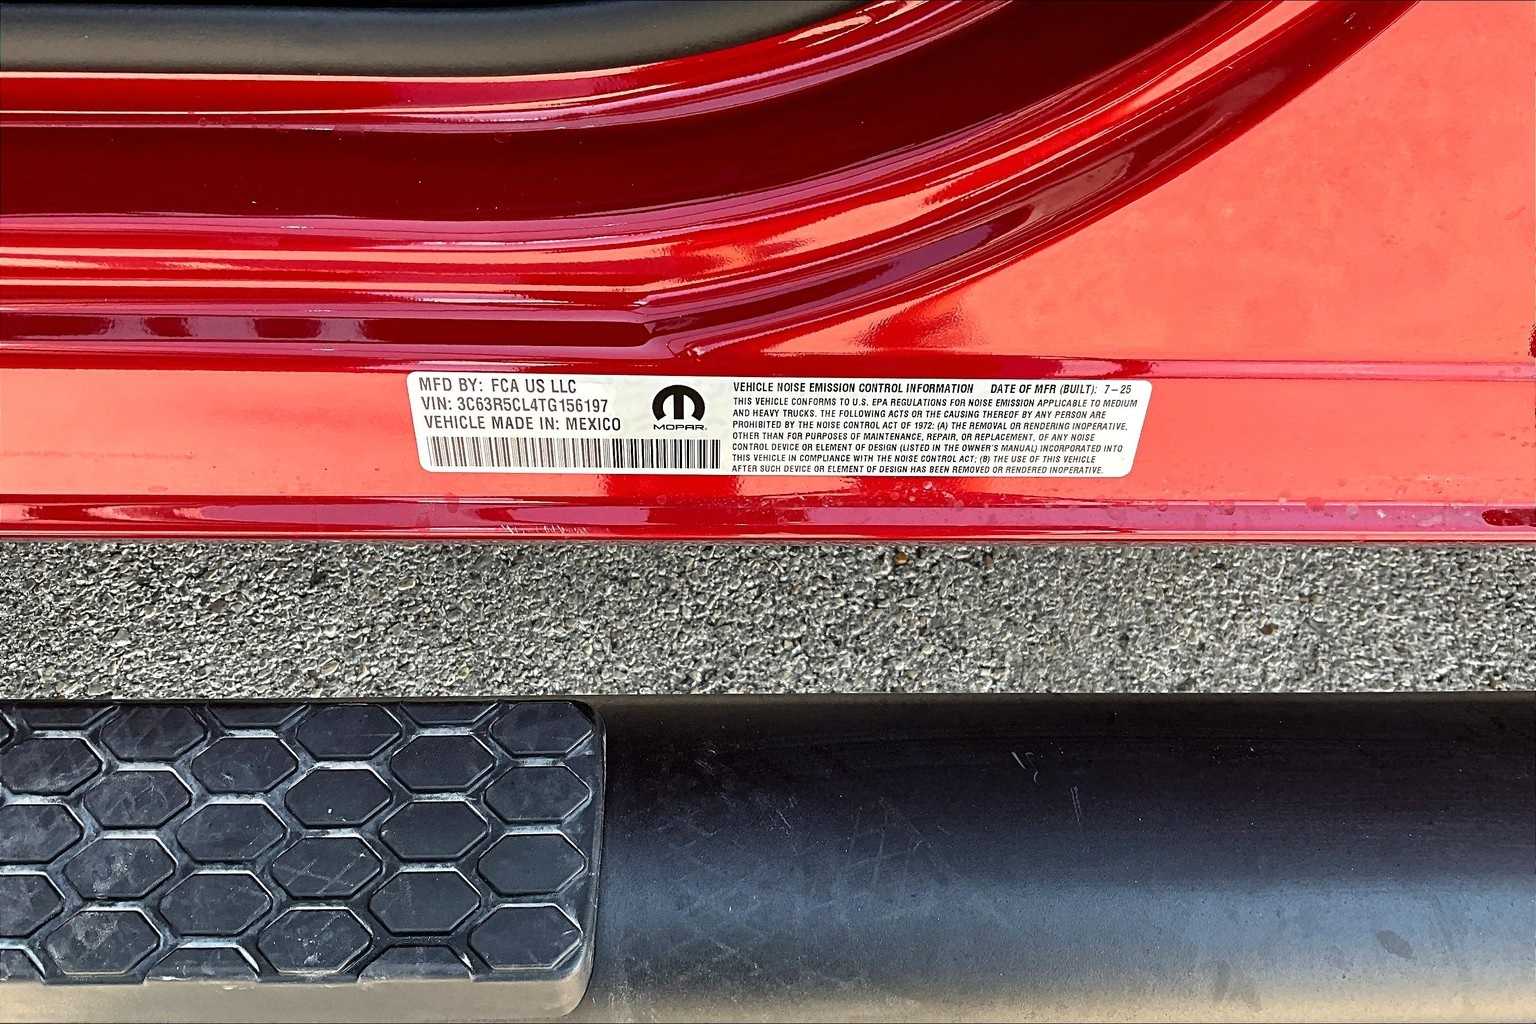 MFD BY: FCA US LLC
VIN: 3C63R5CL4TG156197
VEHICLE MADE IN: MEXICO
MOPAR.
VEHICLE NOISE EMISSION CONTROL INFORMATION DATE OF MFR (BUILT): 7-25
THIS VEHICLE CONFORMS TO U.S. EPA REGULATIONS FOR NOISE EMISSION APPLICABLE TO MEDIUM
AND HEAVY TRUCKS. THE FOLLOWING ACTS OR THE CAUSING THEREOF BY ANY PERSON ARE
PROHIBITED BY THE NOISE CONTROL ACT OF 1972: (A) THE REMOVAL OR RENDERING INOPERATIVE,
OTHER THAN FOR PURPOSES OF MAINTENANCE, REPAIR, OR REPLACEMENT, OF ANY NOISE
CONTROL DEVICE OR ELEMENT OF DESIGN (LISTED IN THE OWNER'S MANUAL) INCORPORATED INTO
THIS VEHICLE IN COMPLIANCE WITH THE NOISE CONTROL ACT; (B) THE USE OF THIS VEHICLE
AFTER SUCH DEVICE OR ELEMENT OF DESIGN HAS BEEN REMOVED OR RENDERED INOPERATIVE.